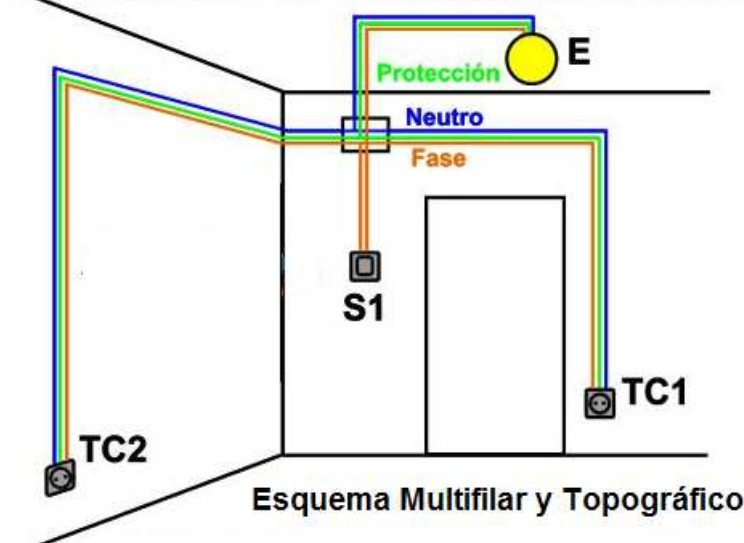 E
Protección
Neutro
Fase
S1
TC1
TC2
Esquema Multifilar y Topográfico